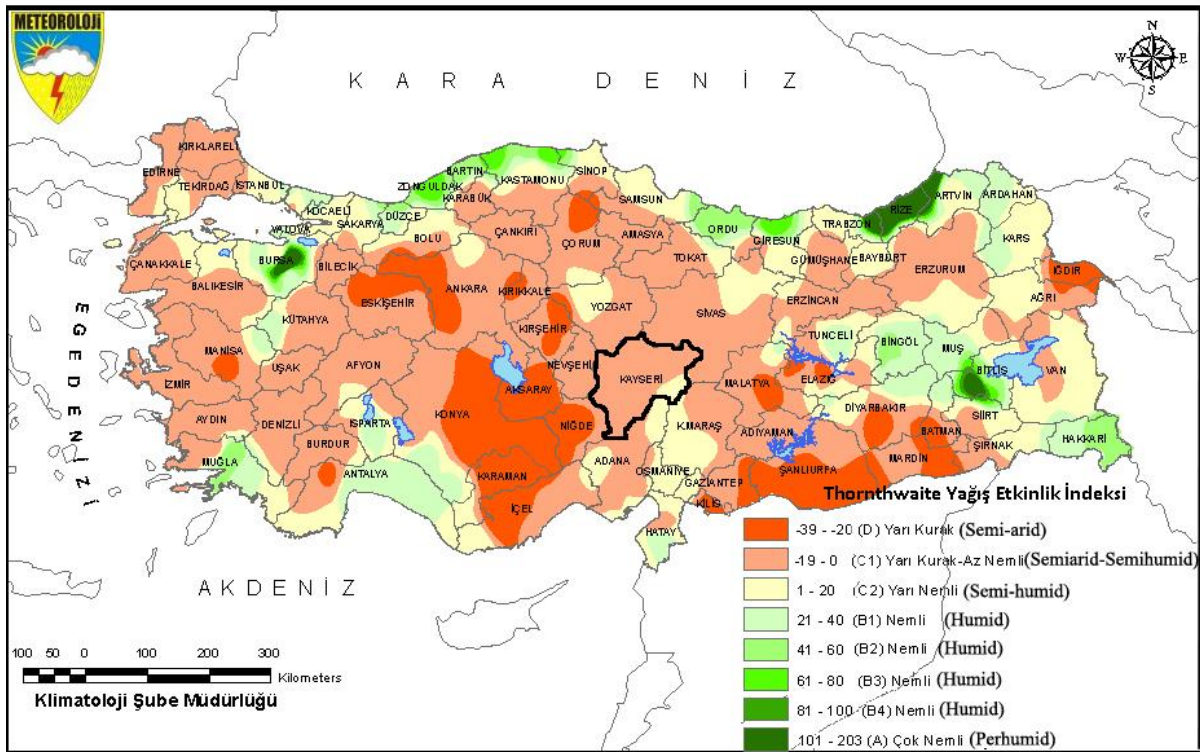 METEOROLOJİ
N
W E
S
K A R A D E N İ Z
E G E D E N İ Z İ
A K D E N İ Z
KIRKLARELİ
EDİRNE
TEKİRDAĞ
İSTANBUL
KOCAELİ
YALOVA
SAKARYA
DÜZCE
ZONGULDAK
BARTIN
KARABÜK
KASTAMONU
SİNOP
SAMSUN
ORDU
GİRESUN
TRABZON
RİZE
ARTVİN
ARDAHAN
KARS
BOLU
ÇANKIRI
ÇORUM
AMASYA
TOKAT
GÜMÜŞHANE
BAYBURT
ERZURUM
IĞDIR
AĞRI
ÇANAKKALE
BALIKESİR
BURSA
BİLECİK
ESKİŞEHİR
ANKARA
KIRIKKALE
YOZGAT
SİVAS
ERZİNCAN
TUNCELİ
BİNGÖL
MUŞ
BİTLİS
VAN
KÜTAHYA
MANİSA
UŞAK
AFYON
KIRŞEHİR
NEVŞEHİ
KAYSERİ
MALATYA
ELAZIĞ
DİYARBAKIR
SİİRT
İZMİR
AKSARAY
KONYA
NİĞDE
K.MARAŞ
ADIYAMAN
BATMAN
ŞIRNAK
HAKKARİ
AYDIN
DENİZLİ
ISPARTA
BURDUR
MUĞLA
ANTALYA
KARAMAN
İÇEL
ADANA
OSMANİYE
GAZİANTEP
KİLİS
HATAY
ŞANLIURFA
MARDİN
Thornthwaite Yağış Etkinlik İndeksi
-39 - -20 (D) Yarı Kurak (Semi-arid)
-19 - 0 (C1) Yarı Kurak-Az Nemli(Semiarid-Semihumid)
1 - 20 (C2) Yarı Nemli (Semi-humid)
21 - 40 (B1) Nemli (Humid)
41 - 60 (B2) Nemli (Humid)
61 - 80 (B3) Nemli (Humid)
81 - 100 (B4) Nemli (Humid)
101 - 203 (A) Çok Nemli (Perhumid)
100 50 0 100 200 300
Kilometers
Klimatoloji Şube Müdürlüğü